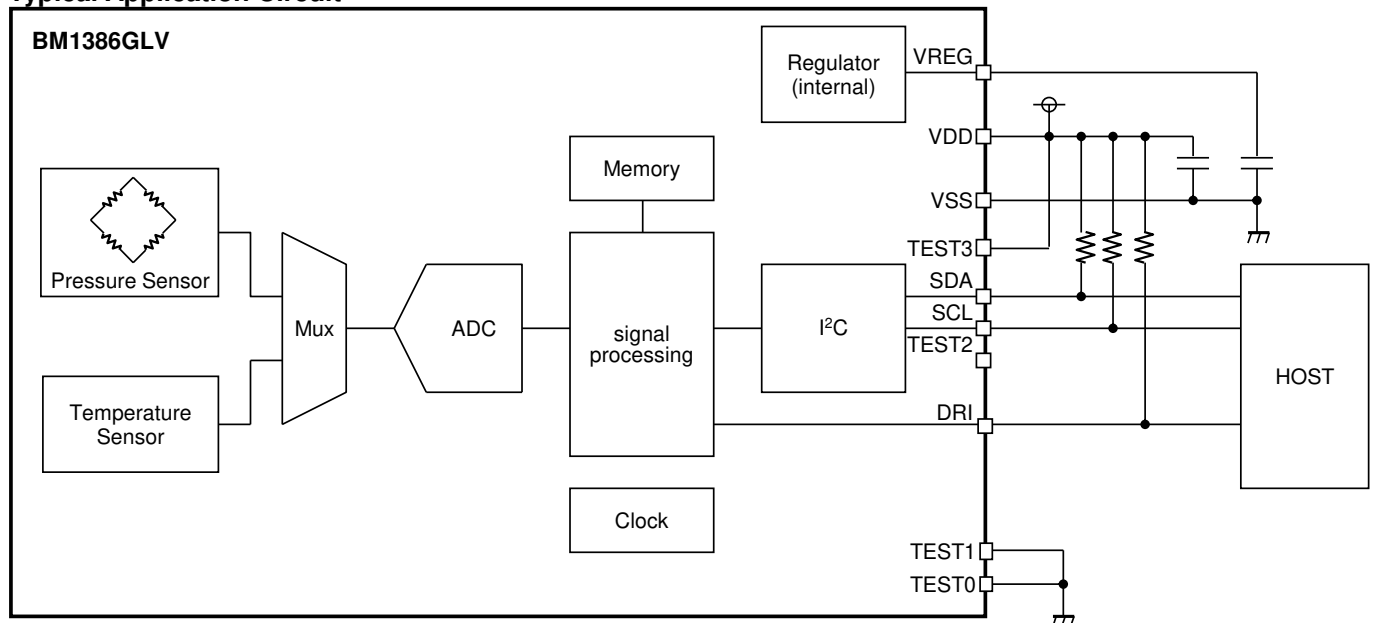 Typical Application Circuit
BM1386GLV
Regulator
(internal)
VREG
VDD
Memory
VSS
TEST3
Pressure Sensor
SDA
SCL
Mux
ADC
signal
processing
I²C
TEST2
HOST
Temperature
Sensor
DRI
Clock
TEST1
TEST0